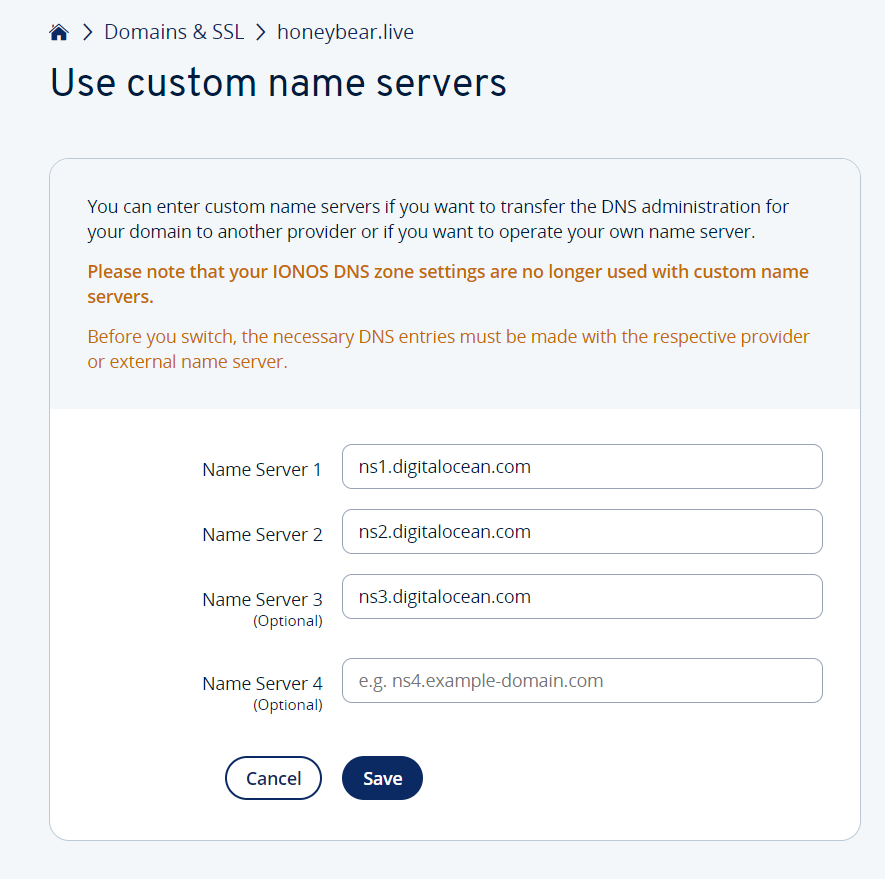 Domains & SSL > honeybear.live
Use custom name servers
You can enter custom name servers if you want to transfer the DNS administration for
your domain to another provider or if you want to operate your own name server.
Please note that your IONOS DNS zone settings are no longer used with custom name
servers.
Before you switch, the necessary DNS entries must be made with the respective provider
or external name server.
Name Server 1 ns1.digitalocean.com
Name Server 2 ns2.digitalocean.com
Name Server 3 ns3.digitalocean.com
(Optional)
Name Server 4 e.g. ns4.example-domain.com
(Optional)
Cancel Save